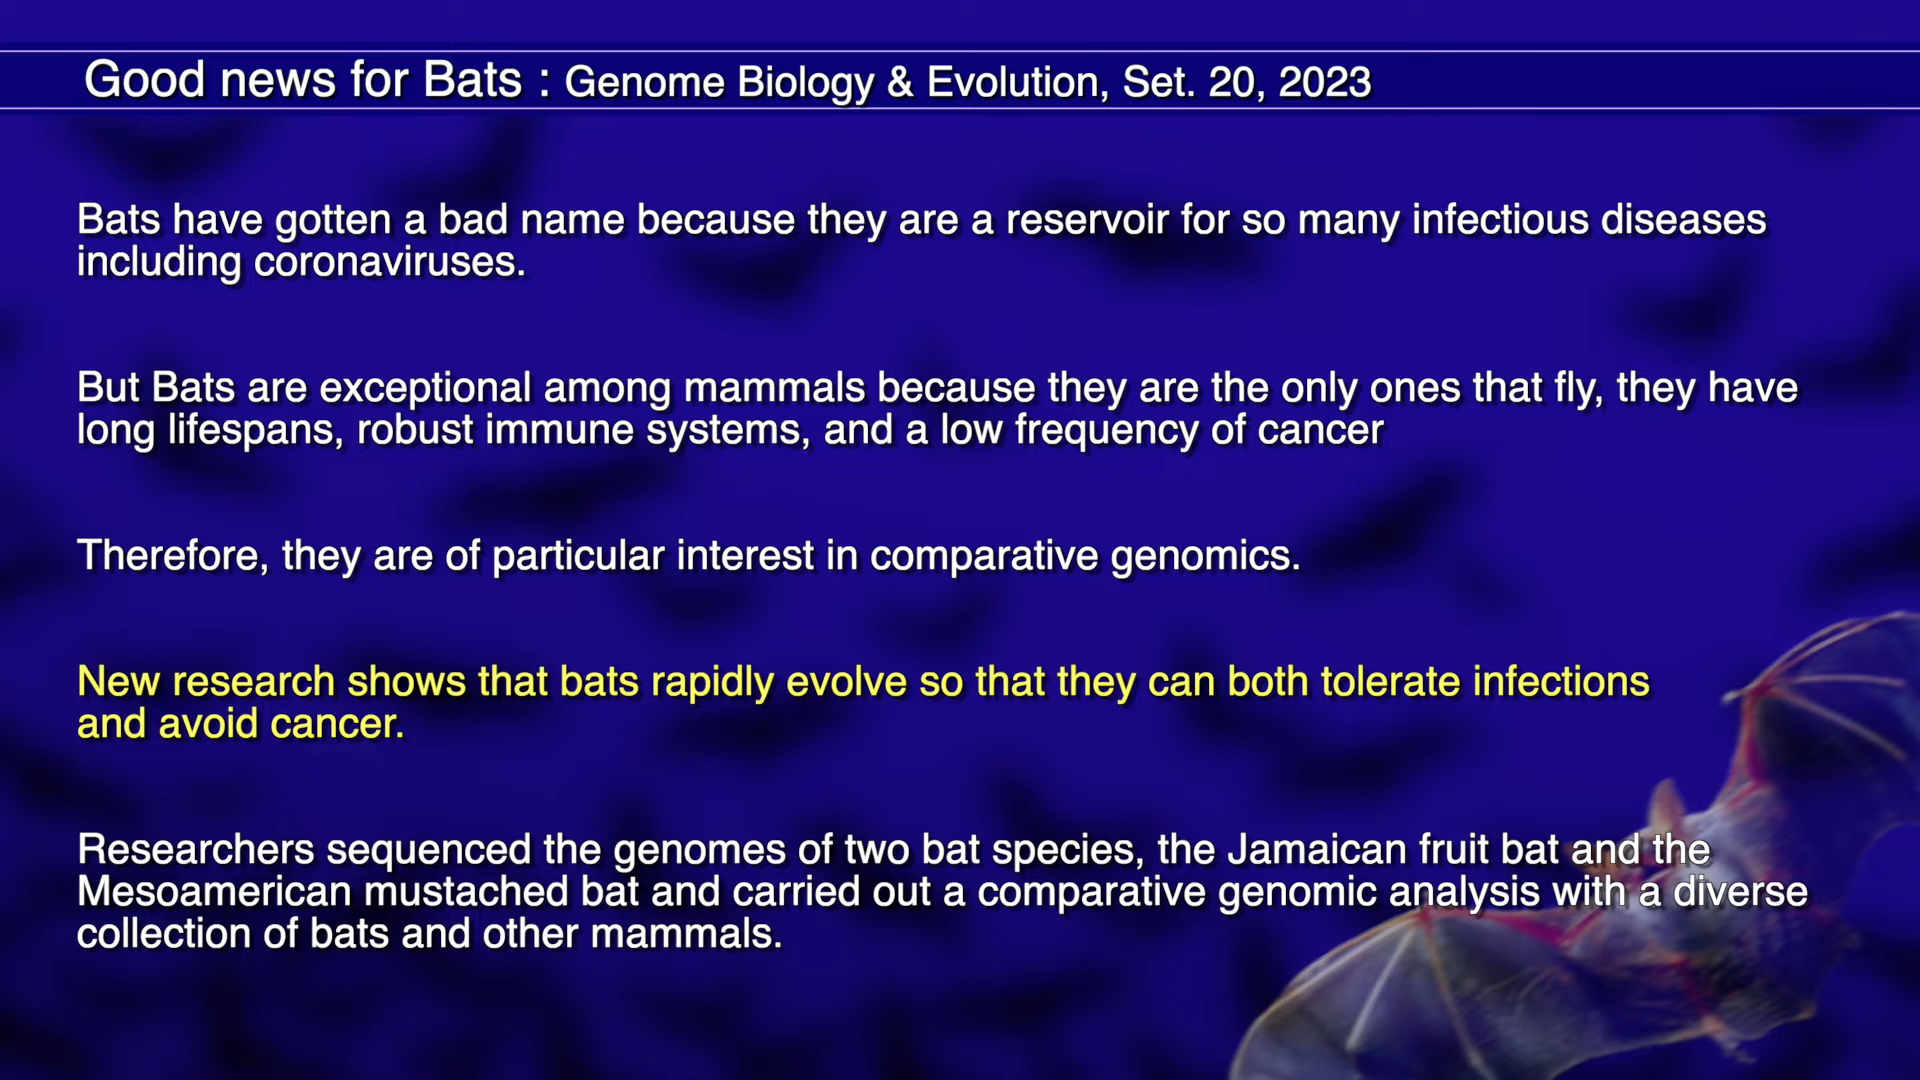 Good news for Bats : Genome Biology & Evolution, Set. 20, 2023
Bats have gotten a bad name because they are a reservoir for so many infectious diseases
including coronaviruses.
But Bats are exceptional among mammals because they are the only ones that fly, they have
long lifespans, robust immune systems, and a low frequency of cancer
Therefore, they are of particular interest in comparative genomics.
New research shows that bats rapidly evolve so that they can both tolerate infections
and avoid cancer.
Researchers sequenced the genomes of two bat species, the Jamaican fruit bat and the
Mesoamerican mustached bat and carried out a comparative genomic analysis with a diverse
collection of bats and other mammals.